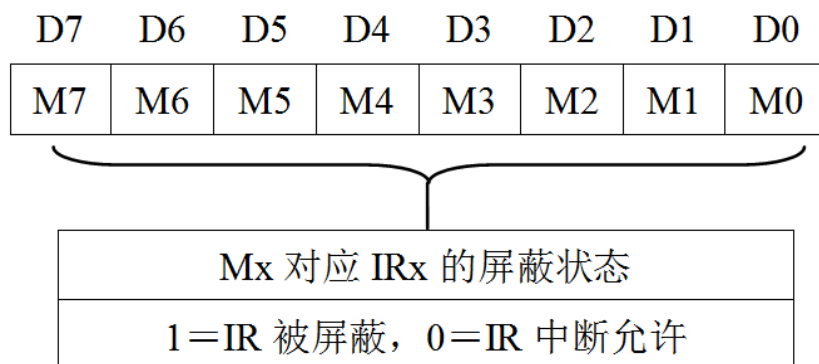 D7 D6 D5 D4 D3 D2 D1 D0
M7 M6 M5 M4 M3 M2 M1 M0
Mx 对应 IRx 的屏蔽状态
1＝IR 被屏蔽，0＝IR 中断允许